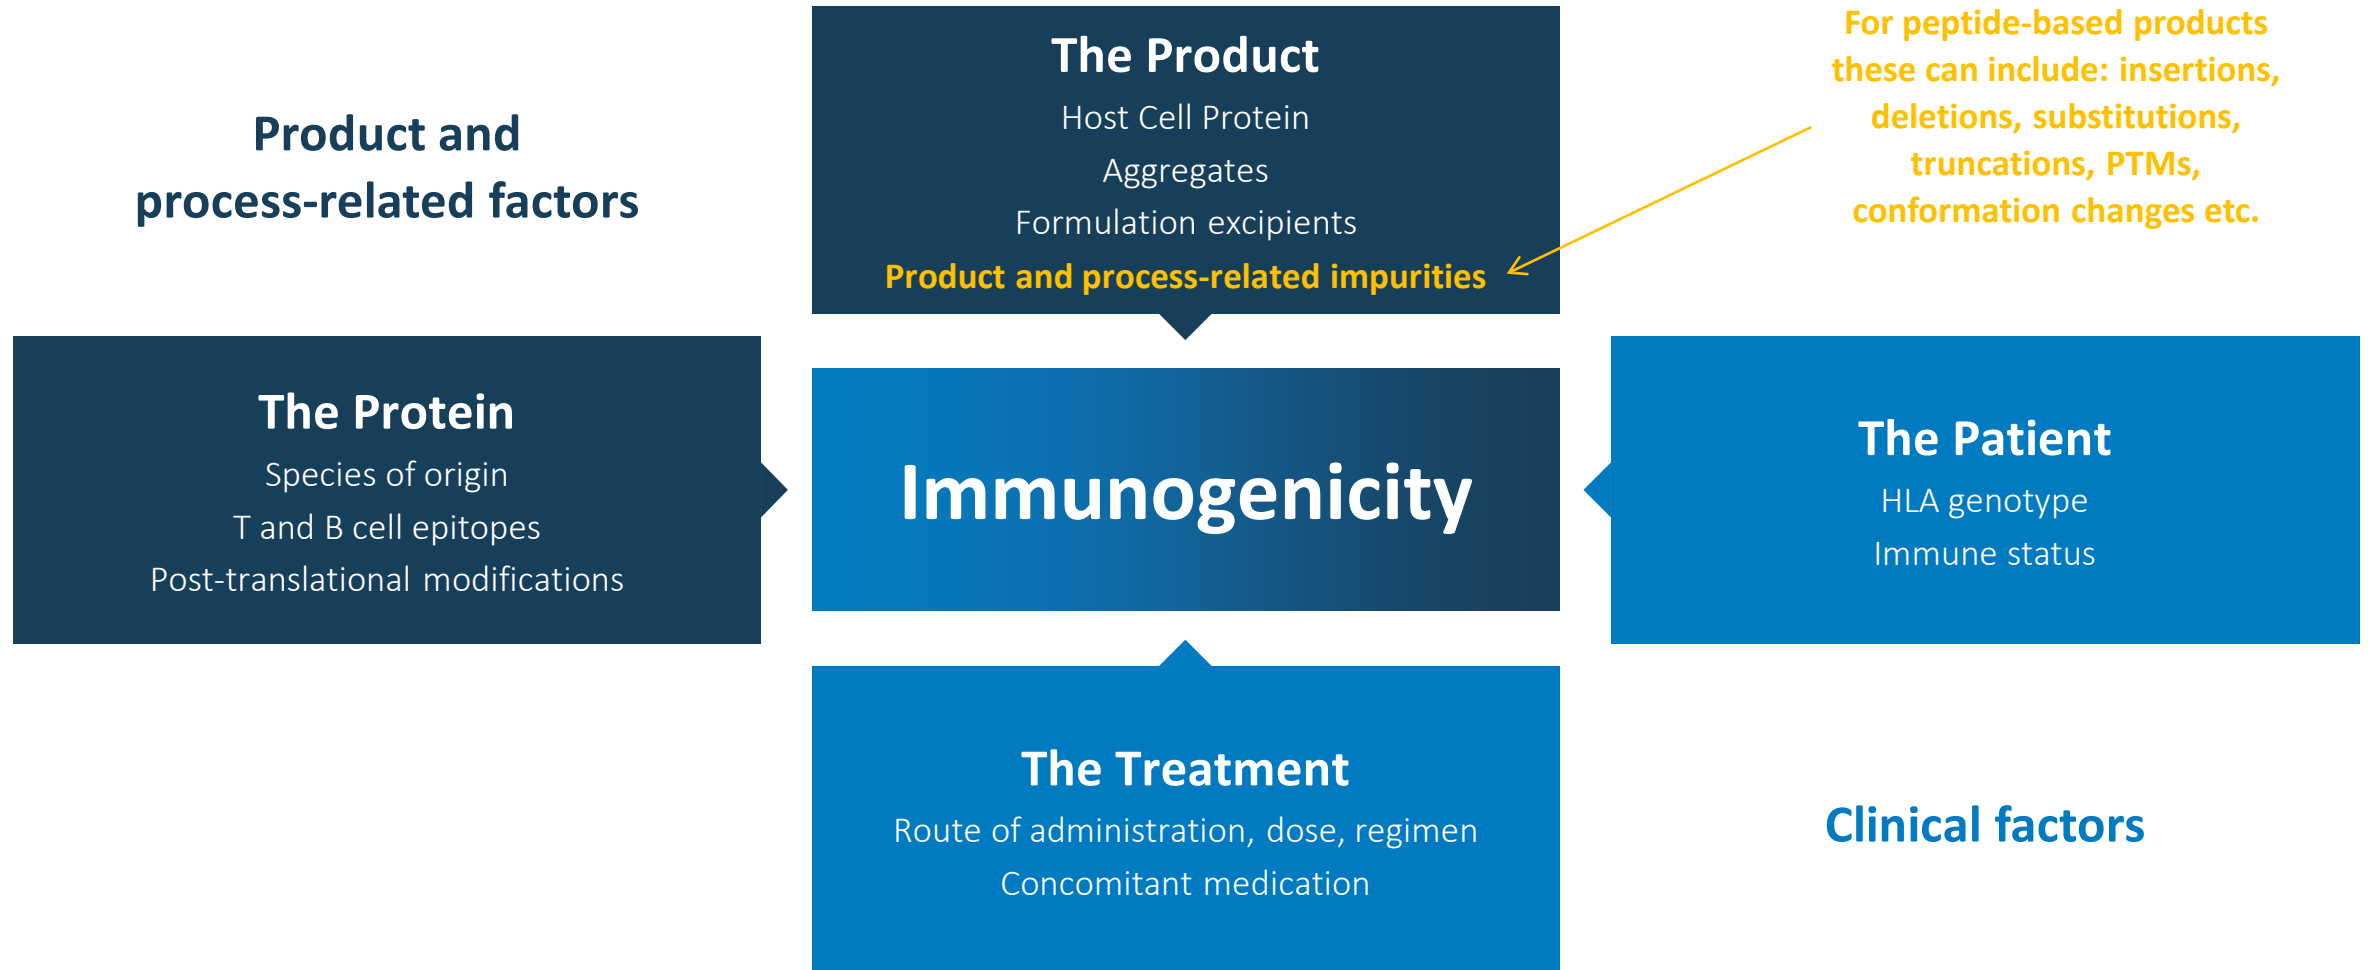 The Product
Host Cell Protein
Aggregates
Formulation excipients
Product and process-related impurities
For peptide-based products
these can include: insertions,
deletions, substitutions,
truncations, PTMs,
conformation changes etc.
Product and
process-related factors
The Protein
Species of origin
T and B cell epitopes
Post-translational modifications
Immunogenicity
The Patient
HLA genotype
Immune status
The Treatment
Route of administration, dose, regimen
Concomitant medication
Clinical factors